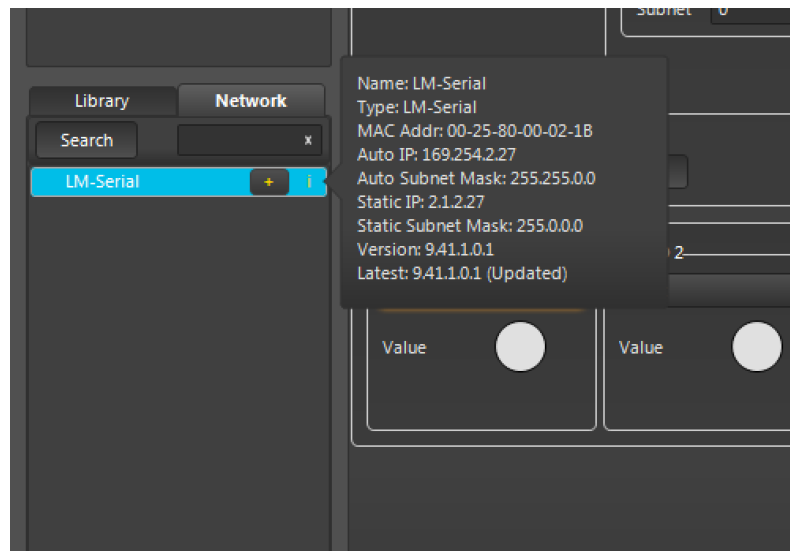 Subnet 0
Library Network
Search x
LM-Serial + i
Name: LM-Serial
Type: LM-Serial
MAC Addr: 00-25-80-00-02-1B
Auto IP: 169.254.2.27
Auto Subnet Mask: 255.255.0.0
Static IP: 2.1.2.27
Static Subnet Mask: 255.0.0.0
Version: 9.41.1.0.1
Latest: 9.41.1.0.1 (Updated)
2
Value Value